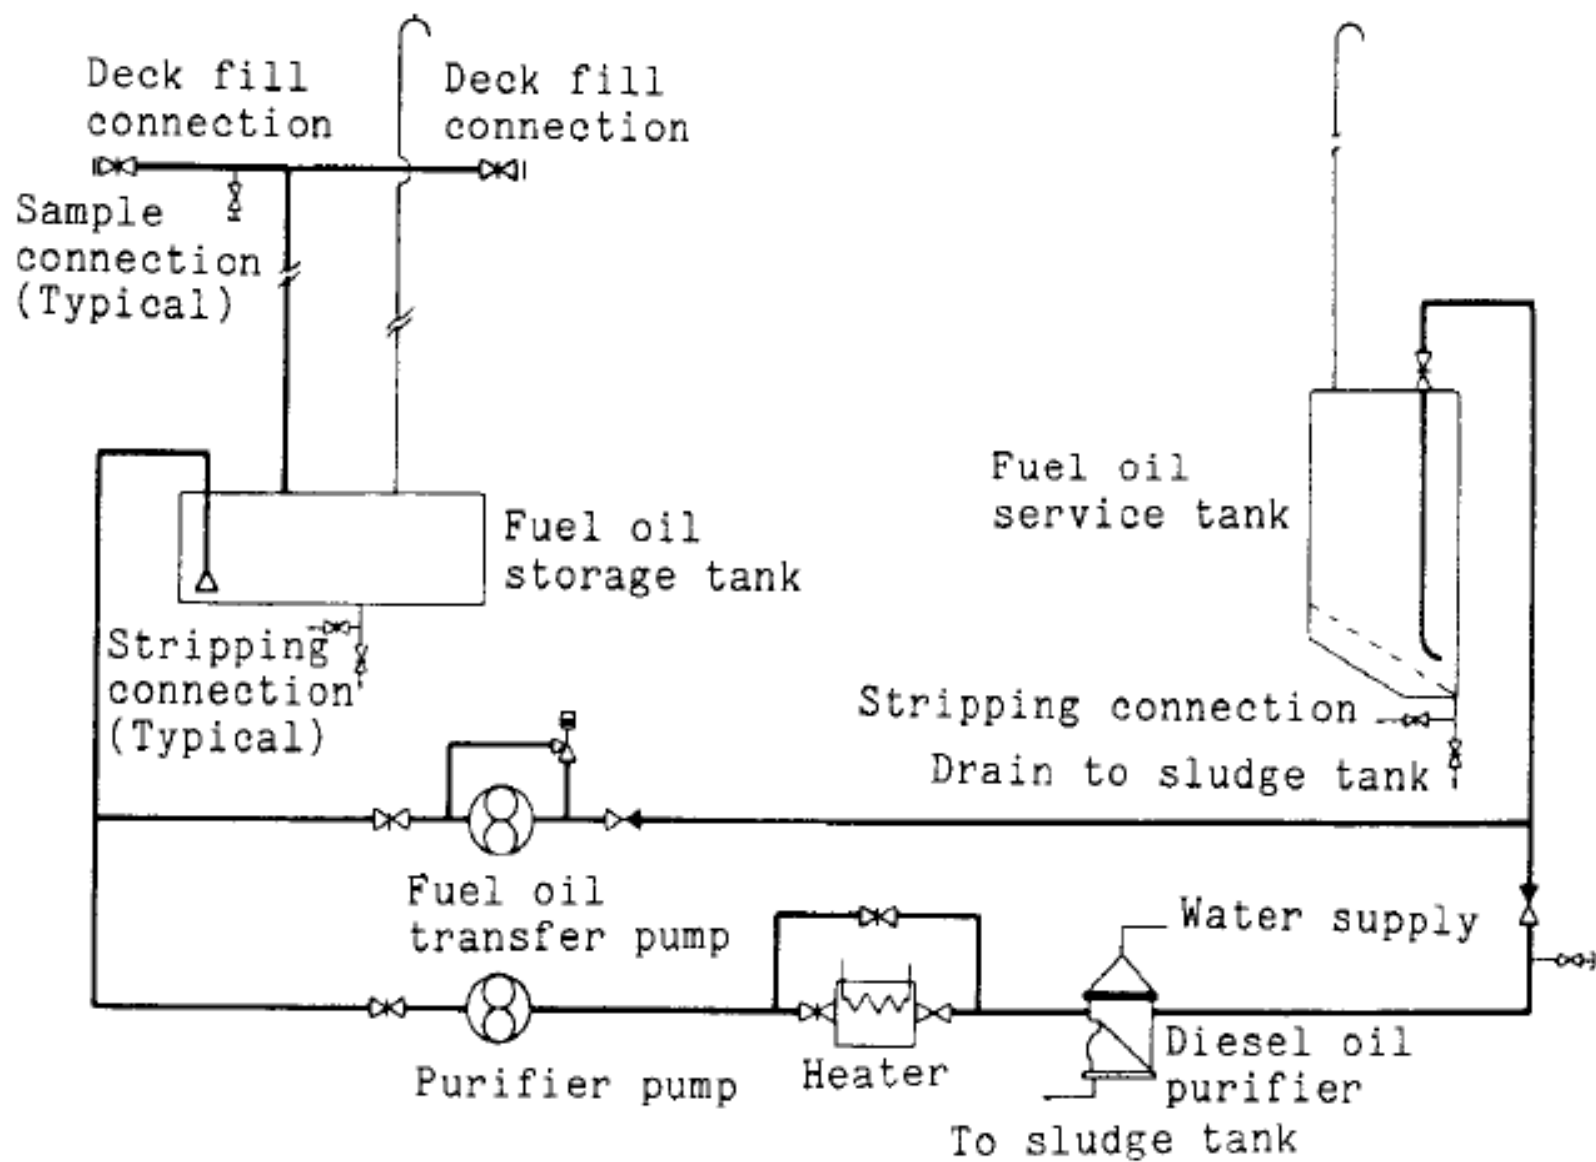 Deck fill
connection
Deck fill
connection
Sample
connection
(Typical)
Fuel oil
storage tank
Fuel oil
service tank
Stripping
connection
(Typical)
Stripping connection
Drain to sludge tank
Fuel oil
transfer pump
Water supply
Purifier pump
Heater
Diesel oil
purifier
To sludge tank